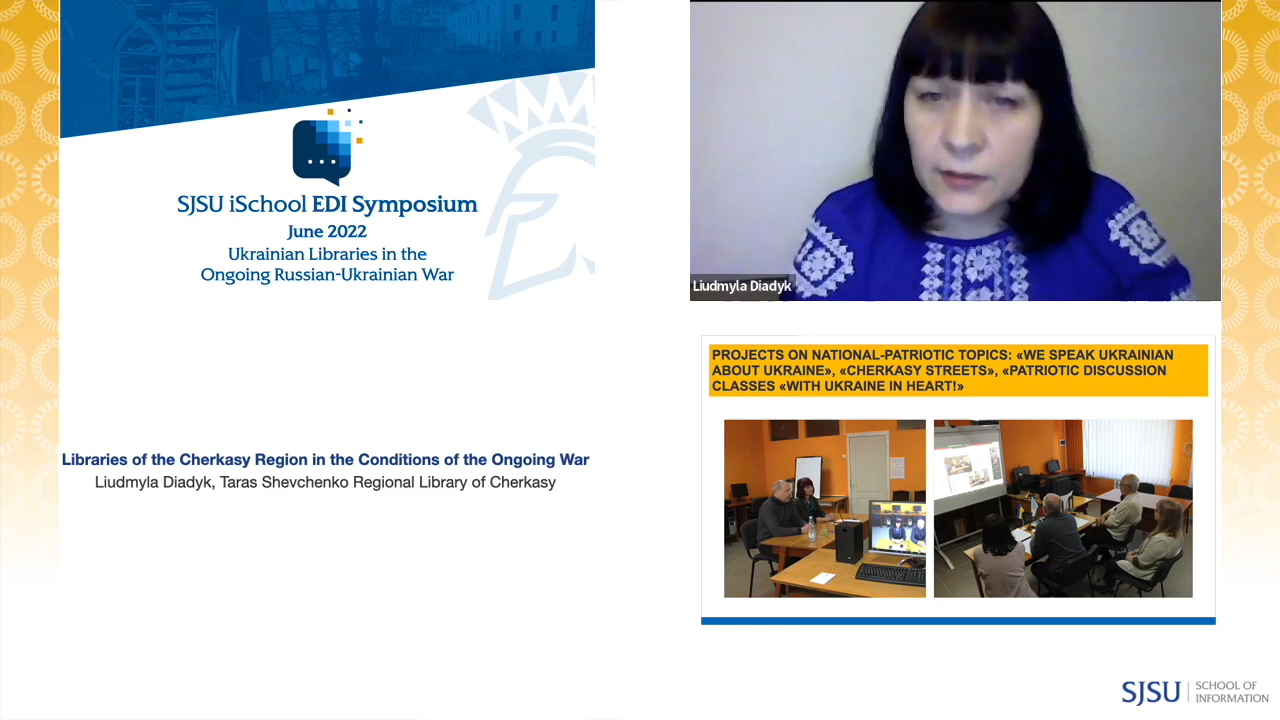 SJSU iSchool EDI Symposium
June 2022
Ukrainian Libraries in the
Ongoing Russian-Ukrainian War
Libraries of the Cherkasy Region in the Conditions of the Ongoing War
Liudmyla Diadyk, Taras Shevchenko Regional Library of Cherkasy
Liudmyla Diadyk
PROJECTS ON NATIONAL-PATRIOTIC TOPICS: «WE SPEAK UKRAINIAN
ABOUT UKRAINE», «CHERKASY STREETS», «PATRIOTIC DISCUSSION
CLASSES «WITH UKRAINE IN HEART!»
SJSU
SCHOOL OF
INFORMATION